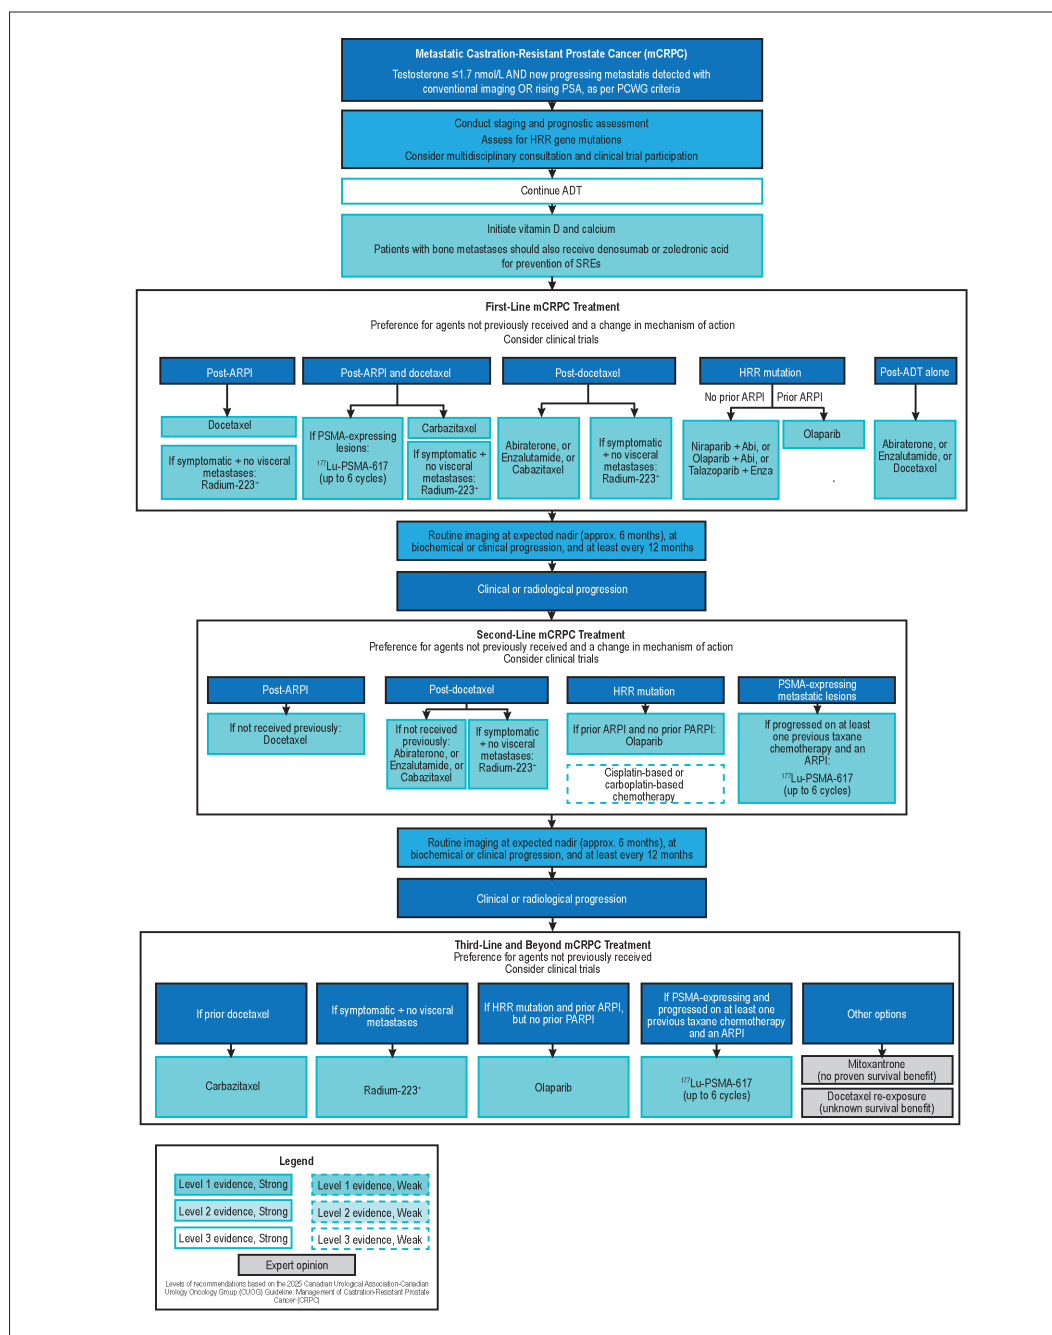 Metastatic Castration-Resistant Prostate Cancer (mCRPC)
Testosterone ≤1.7 nmol/L AND new progressing metastatis detected with
conventional imaging OR rising PSA, as per PCWG criteria
Conduct staging and prognostic assessment
Assess for HRR gene mutations
Consider multidisciplinary consultation and clinical trial participation
Continue ADT
Initiate vitamin D and calcium
Patients with bone metastases should also receive denosumab or zoledronic acid
for prevention of SREs
First-Line mCRPC Treatment
Preference for agents not previously received and a change in mechanism of action
Consider clinical trials
Post-ARPI
Docetaxel
If symptomatic + no visceral
metastases:
Radium-223⁺
Post-ARPI and docetaxel
If PSMA-expressing
lesions:
¹⁷⁷Lu-PSMA-617
(up to 6 cycles)
Carbazitaxel
If symptomatic +
no visceral
metastases:
Radium-223⁺
Post-docetaxel
Abiraterone, or
Enzalutamide, or
Cabazitaxel
If symptomatic
+ no visceral
metastases:
Radium-223⁺
HRR mutation
No prior ARPI
Prior ARPI
Niraparib + Abi, or
Olaparib + Abi, or
Talazoparib + Enza
Olaparib
Post-ADT alone
Abiraterone, or
Enzalutamide, or
Docetaxel
Routine imaging at expected nadir (approx. 6 months), at
biochemical or clinical progression, and at least every 12 months
Clinical or radiological progression
Second-Line mCRPC Treatment
Preference for agents not previously received and a change in mechanism of action
Consider clinical trials
Post-ARPI
If not received previously:
Docetaxel
Post-docetaxel
If not received
previously:
Abiraterone, or
Enzalutamide, or
Cabazitaxel
If symptomatic
+ no visceral
metastases:
Radium-223⁺
HRR mutation
If prior ARPI and no prior PARPI:
Olaparib
Cisplatin-based or
carboplatin-based
chemotherapy
PSMA-expressing
metastatic lesions
If progressed on at least
one previous taxane
chemotherapy and an
ARPI:
¹⁷⁷Lu-PSMA-617
(up to 6 cycles)
Routine imaging at expected nadir (approx. 6 months), at
biochemical or clinical progression, and at least every 12 months
Clinical or radiological progression
Third-Line and Beyond mCRPC Treatment
Preference for agents not previously received
Consider clinical trials
If prior docetaxel
Carbazitaxel
If symptomatic + no visceral
metastases
Radium-223⁺
If HRR mutation and prior ARPI,
but no prior PARPI
Olaparib
If PSMA-expressing and
progressed on at least one
previous taxane chemotherapy
and an ARPI
¹⁷⁷Lu-PSMA-617
(up to 6 cycles)
Other options
Mitoxantrone
(no proven survival benefit)
Docetaxel re-exposure
(unknown survival benefit)
Legend
Level 1 evidence, Strong
Level 1 evidence, Weak
Level 2 evidence, Strong
Level 2 evidence, Weak
Level 3 evidence, Strong
Level 3 evidence, Weak
Expert opinion
Levels of recommendations based on the 2025 Canadian Urological Association-Canadian
Urology Oncology Group (CUOG) Guideline: Management of Castration-Resistant Prostate
Cancer (CRPC)